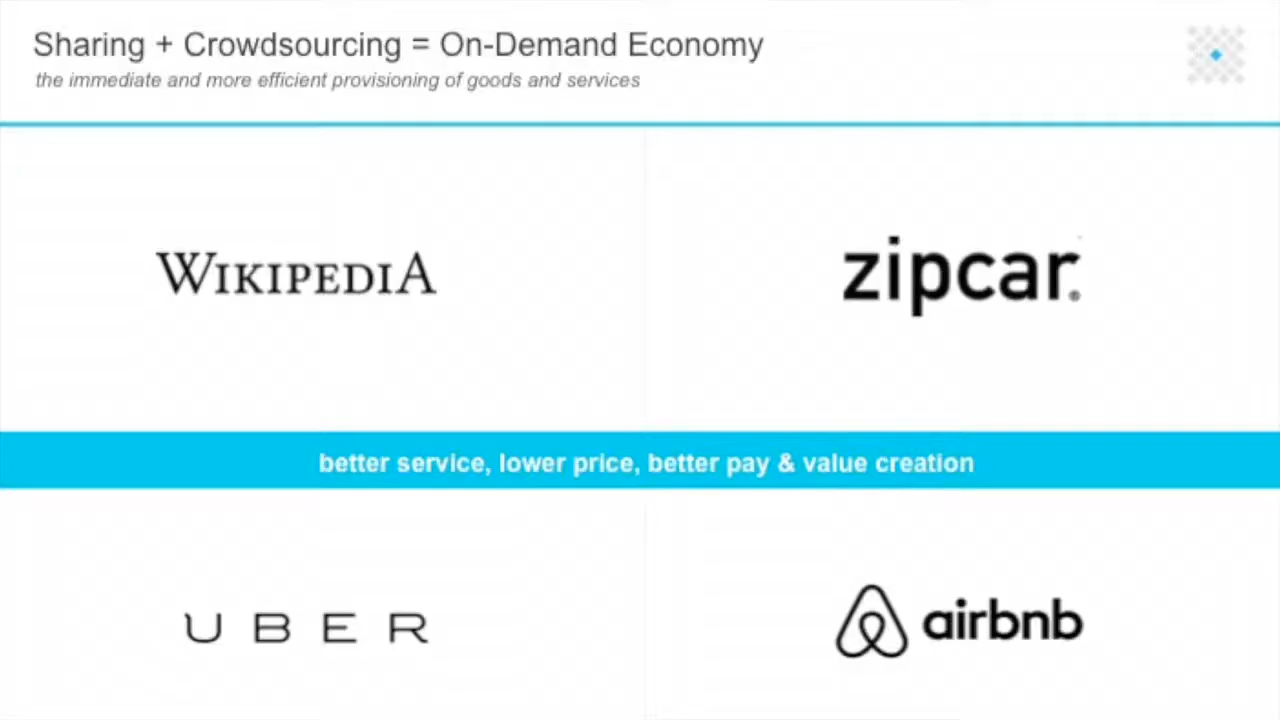 Sharing + Crowdsourcing = On-Demand Economy
the immediate and more efficient provisioning of goods and services
WIKIPEDIA
zipcar®
better service, lower price, better pay & value creation
UBER
airbnb